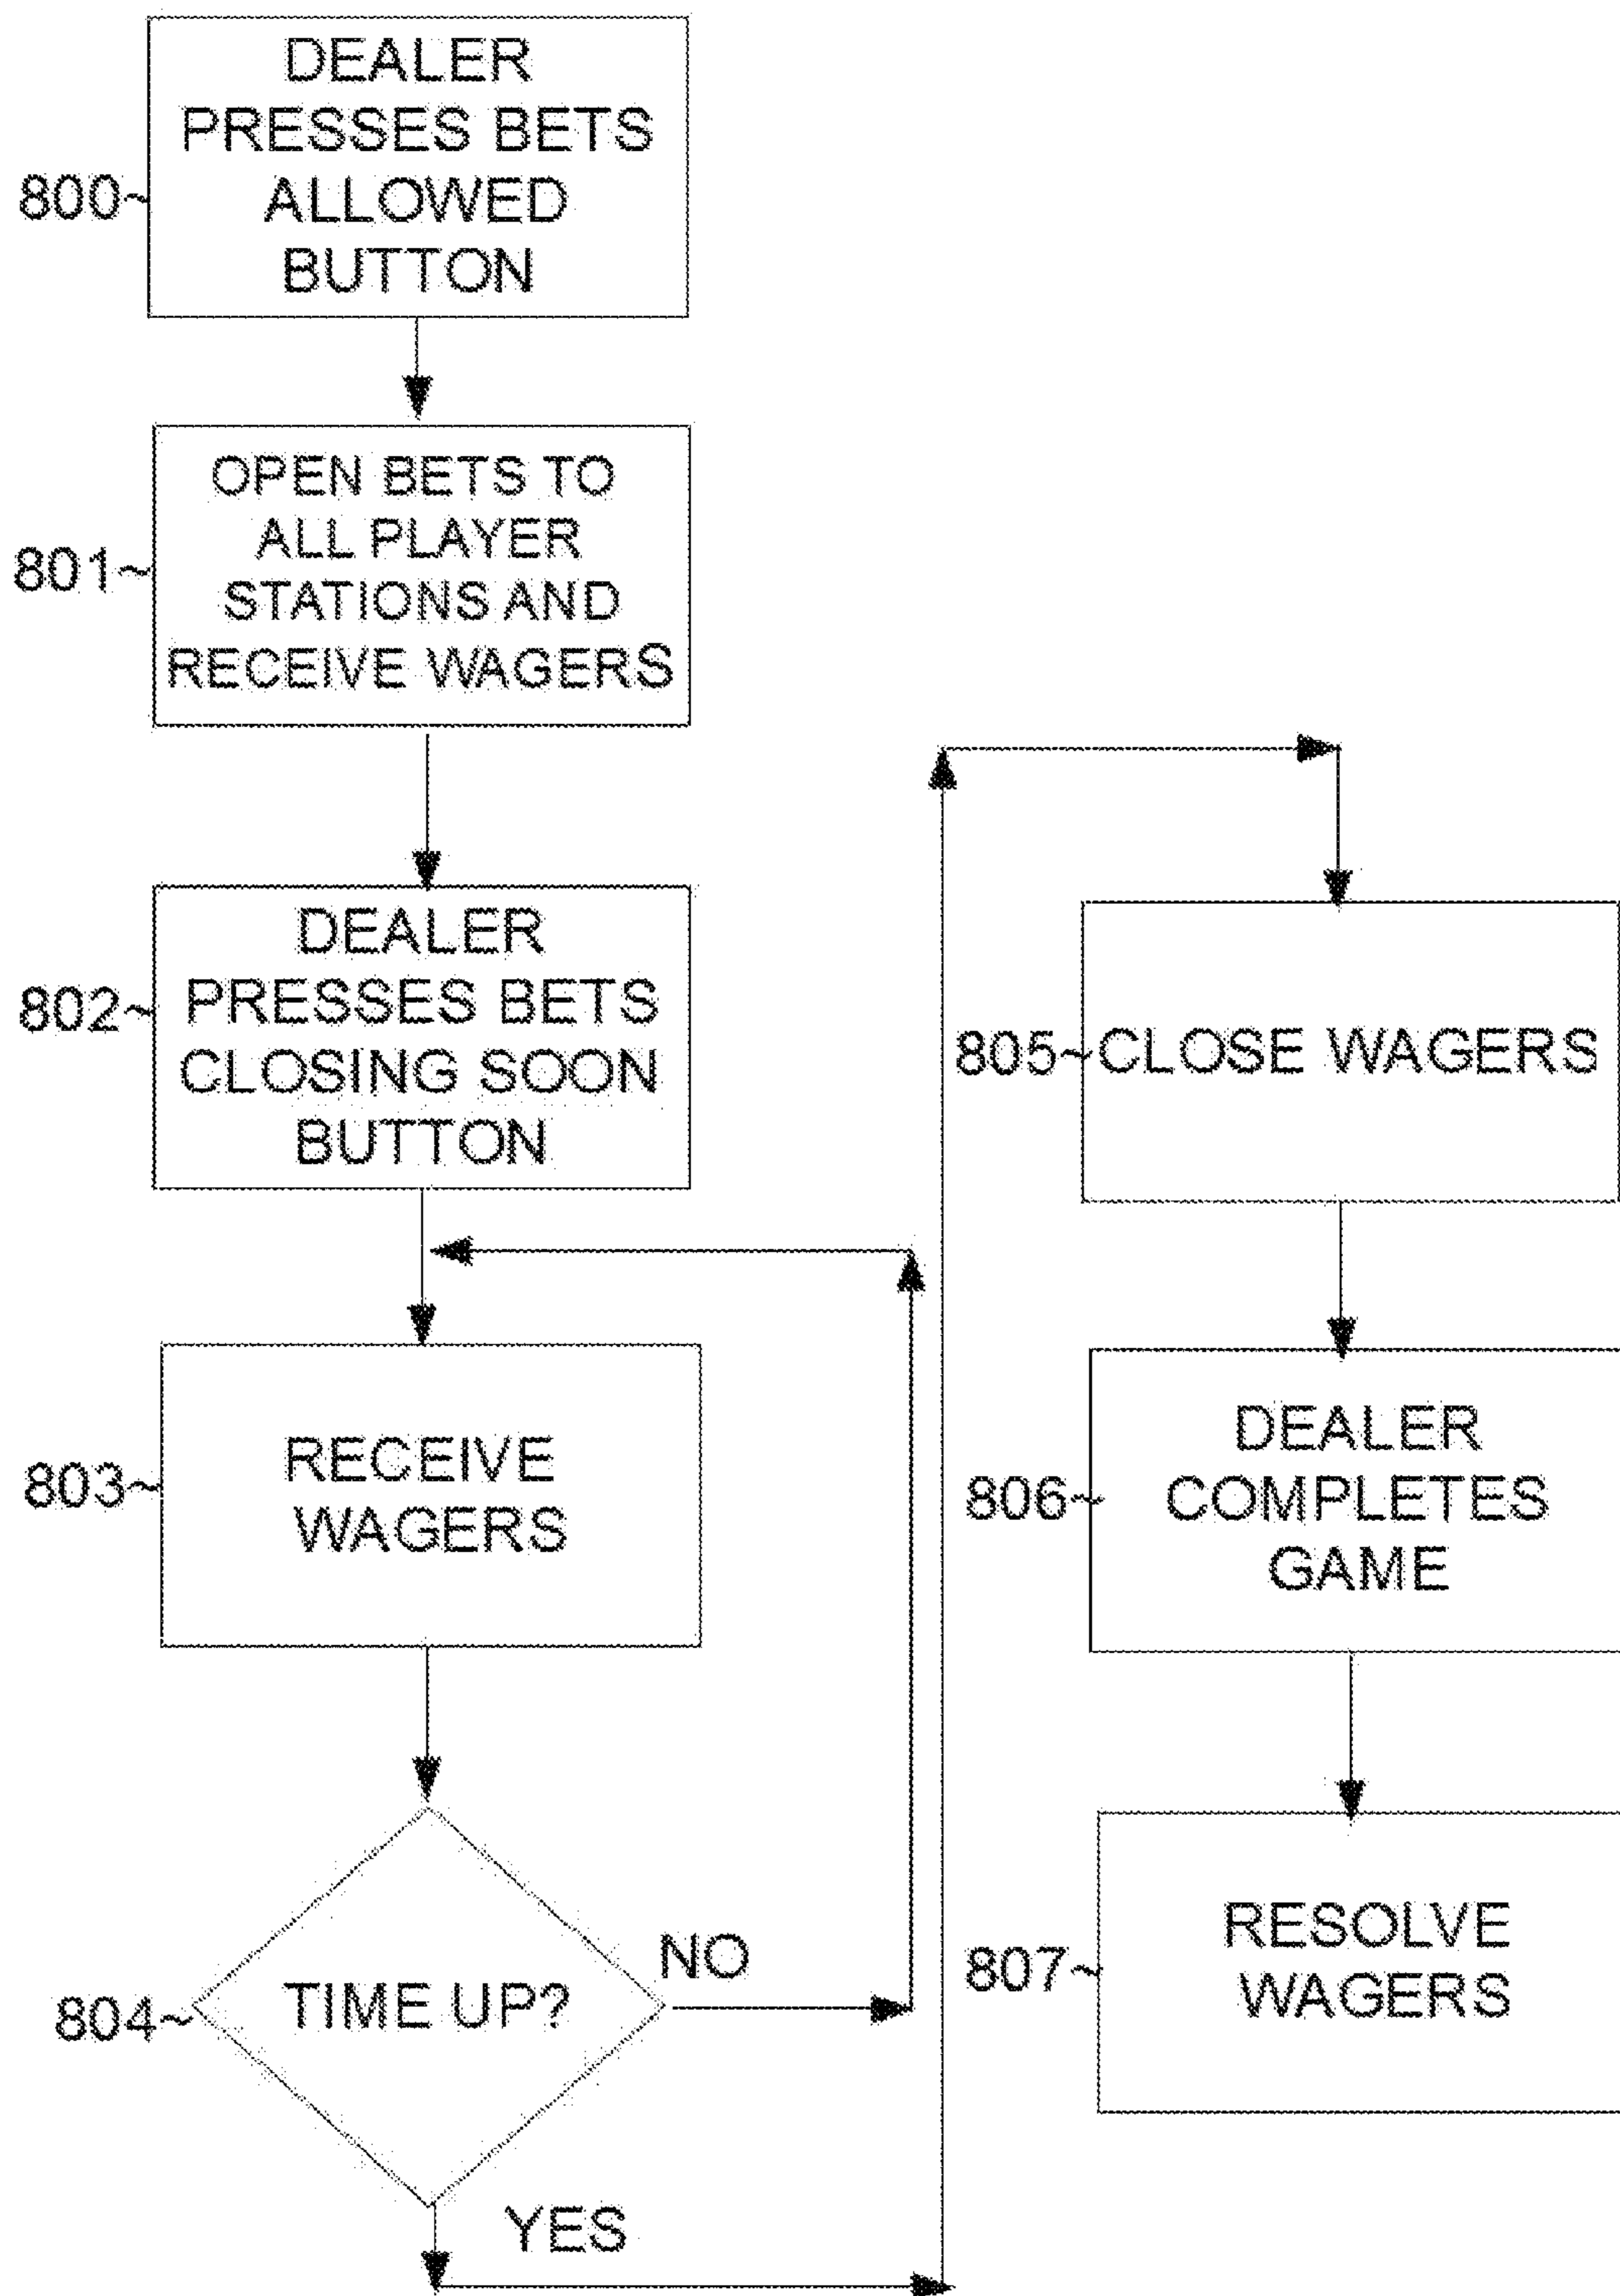 DEALER
PRESSES BETS
800~ ALLOWED
BUTTON
OPEN BETS TO
ALL PLAYER
801~ STATIONS AND
RECEIVE WAGERS
DEALER
802~ PRESSES BETS
CLOSING SOON
BUTTON
803~ RECEIVE
WAGERS
804~ TIME UP?
NO
YES
805~ CLOSE WAGERS
DEALER
806~ COMPLETES
GAME
RESOLVE
807~ WAGERS